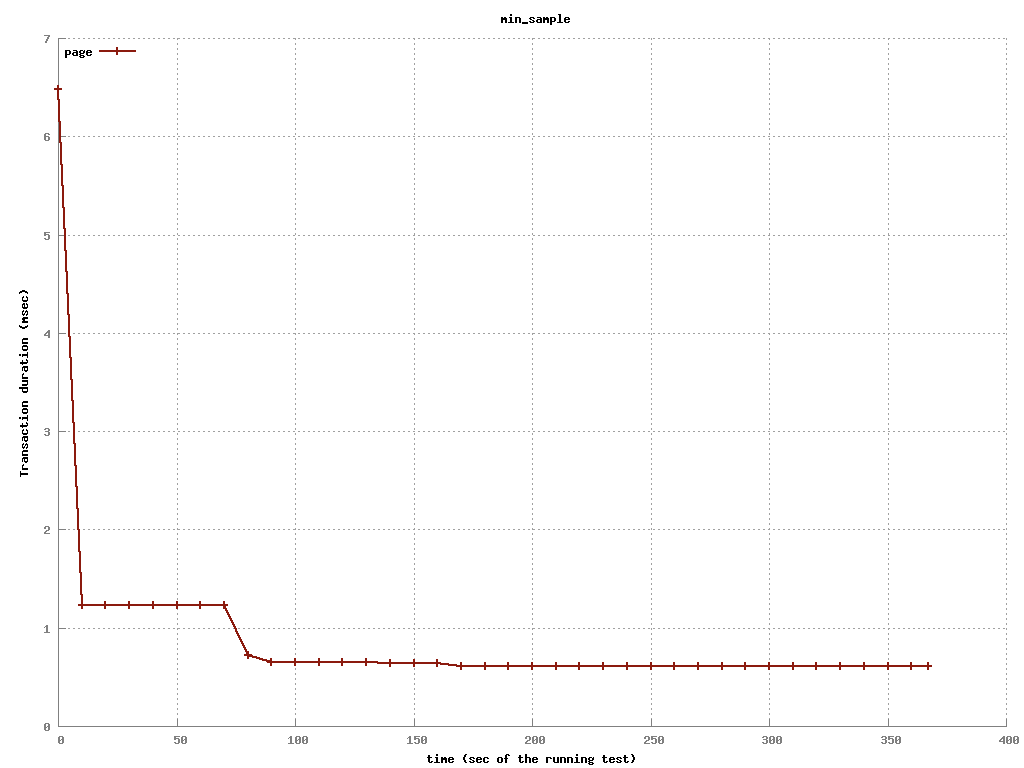 min_sample
7
page
6
5
4
3
2
1
0
Transaction duration (msec)
0 50 100 150 200 250 300 350 400
time (sec of the running test)